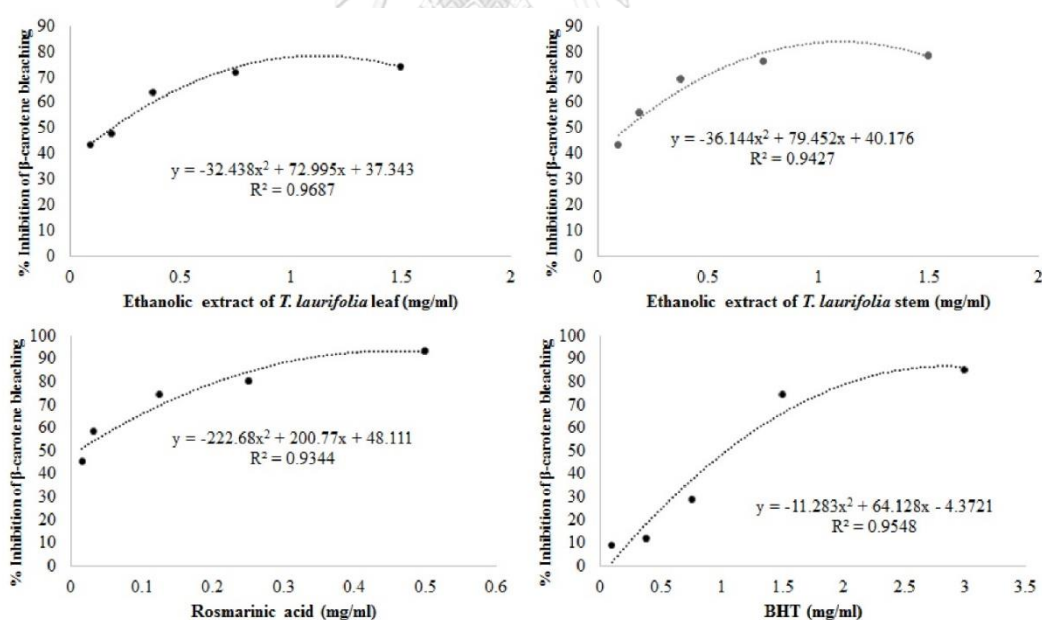 % Inhibition of β-carotene bleaching
90
80
70
60
50
40
30
20
10
0
y = -32.438x² + 72.995x + 37.343
R² = 0.9687
0 0.5 1 1.5 2
Ethanolic extract of T. laurifolia leaf (mg/ml)
% Inhibition of β-carotene bleaching
90
80
70
60
50
40
30
20
10
0
y = -36.144x² + 79.452x + 40.176
R² = 0.9427
0 0.5 1 1.5 2
Ethanolic extract of T. laurifolia stem (mg/ml)
% Inhibition of β-carotene bleaching
100
90
80
70
60
50
40
30
20
10
0
y = -222.68x² + 200.77x + 48.111
R² = 0.9344
0 0.1 0.2 0.3 0.4 0.5 0.6
Rosmarinic acid (mg/ml)
% Inhibition of β-carotene bleaching
100
90
80
70
60
50
40
30
20
10
0
y = -11.283x² + 64.128x - 4.3721
R² = 0.9548
0 0.5 1 1.5 2 2.5 3 3.5
BHT (mg/ml)